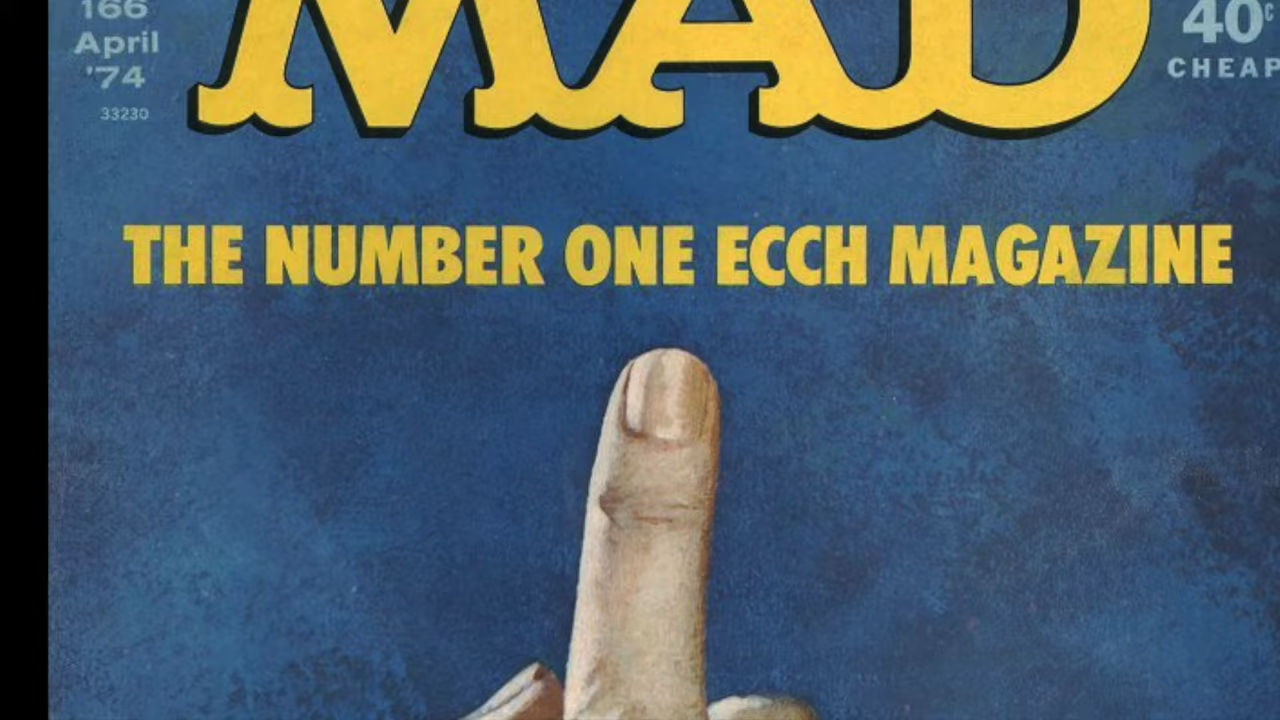 166
April
'74
33230
MAD
40¢
CHEAP
THE NUMBER ONE ECCH MAGAZINE